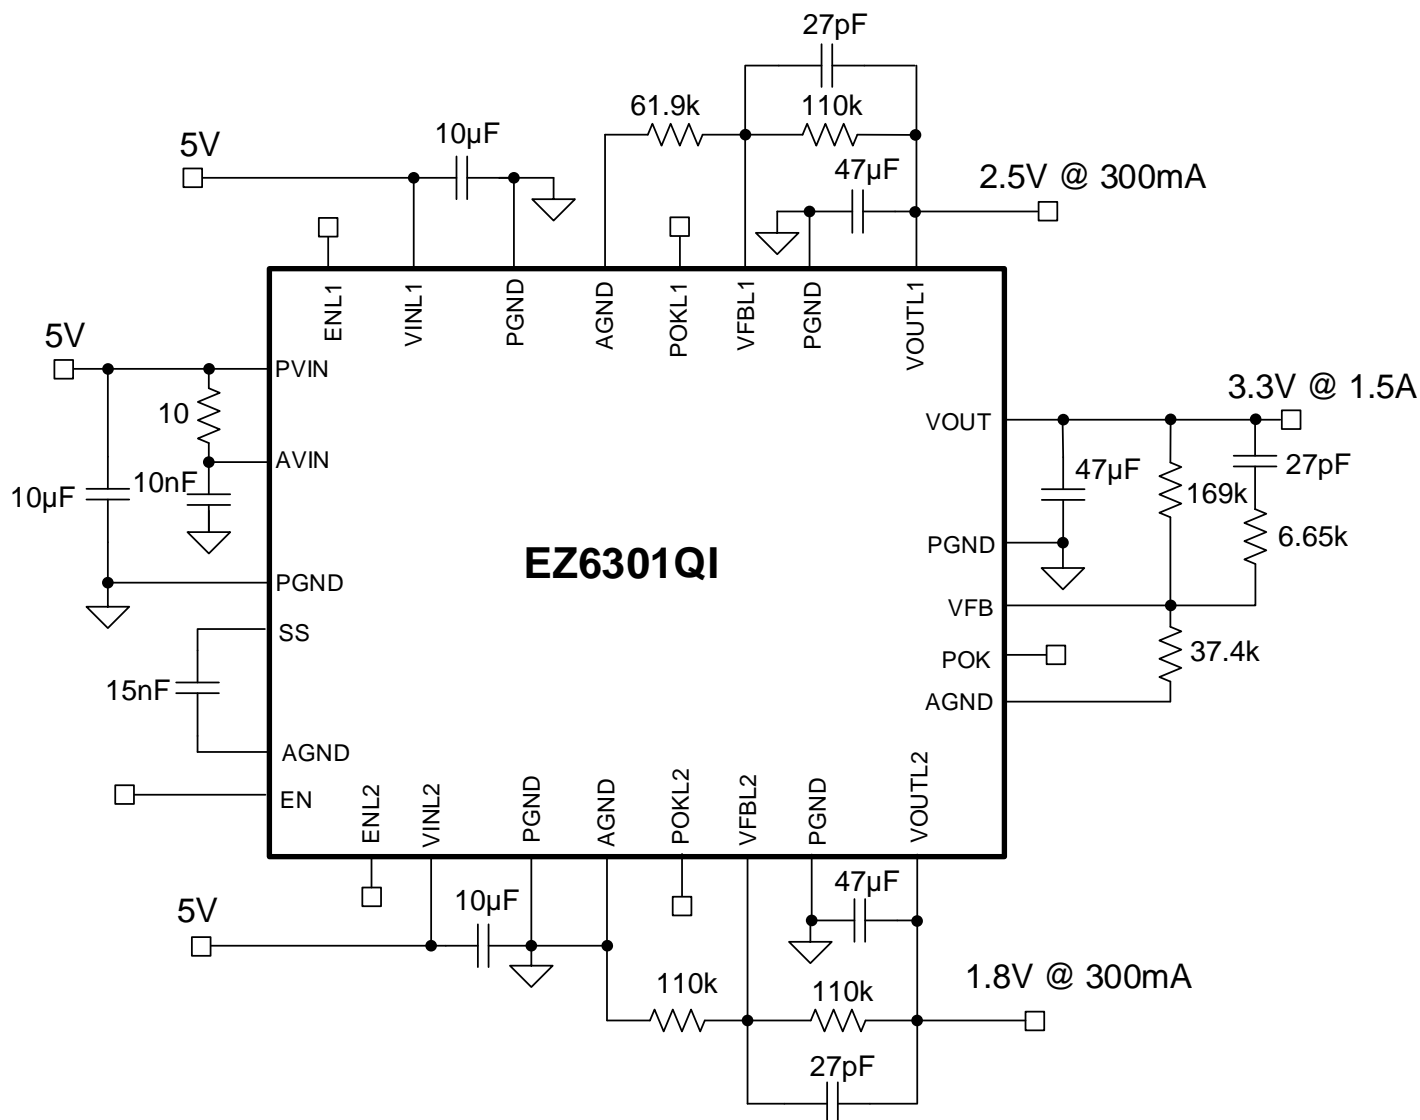 27pF
61.9k
110k
10µF
5V
47µF
2.5V @ 300mA
ENL1
VINL1
PGND
AGND
POKL1
VFBL1
PGND
VOUTL1
5V
PVIN
3.3V @ 1.5A
10
VOUT
AVIN
10nF
10µF
47µF
169k
27pF
6.65k
EZ6301QI
PGND
PGND
VFB
SS
POK
37.4k
15nF
AGND
AGND
EN
ENL2
VINL2
PGND
AGND
POKL2
VFBL2
PGND
VOUTL2
5V
10µF
47µF
110k
110k
1.8V @ 300mA
27pF